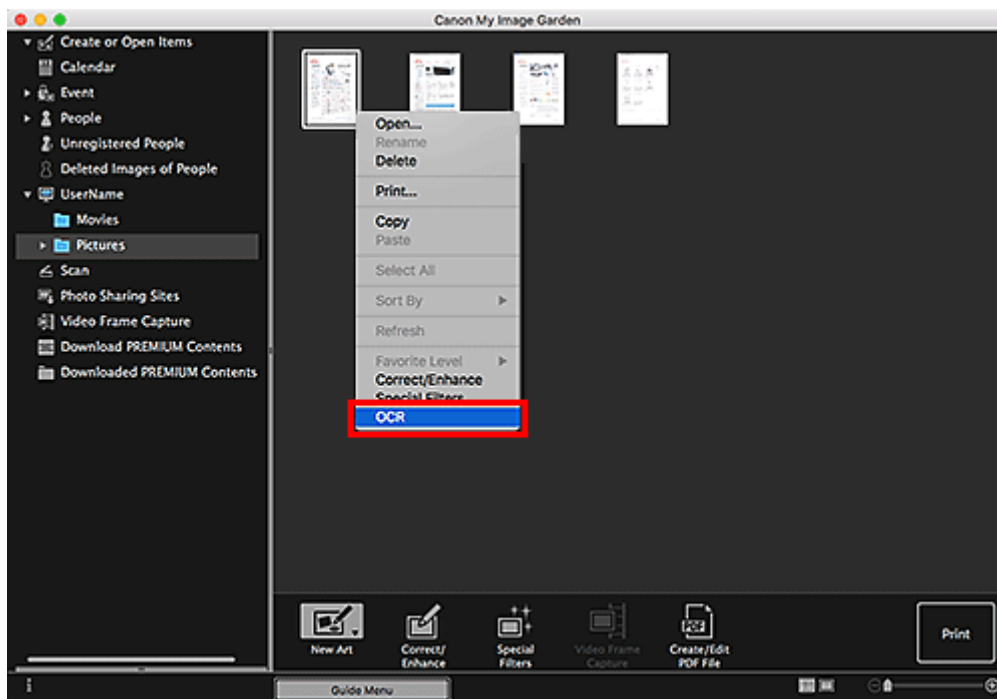 Canon My Image Garden
Create or Open Items
Calendar
Event
People
Unregistered People
Deleted Images of People
UserName
Movies
Pictures
Scan
Photo Sharing Sites
Video Frame Capture
Download PREMIUM Contents
Downloaded PREMIUM Contents
Open...
Rename
Delete
Print...
Copy
Paste
Select All
Sort By
Refresh
Favorite Level
Correct/Enhance
Special Filters
OCR
New Art
Correct/
Enhance
Special
Filters
Video Frame
Capture
PDF
Create/Edit
PDF File
Print
Guide Menu